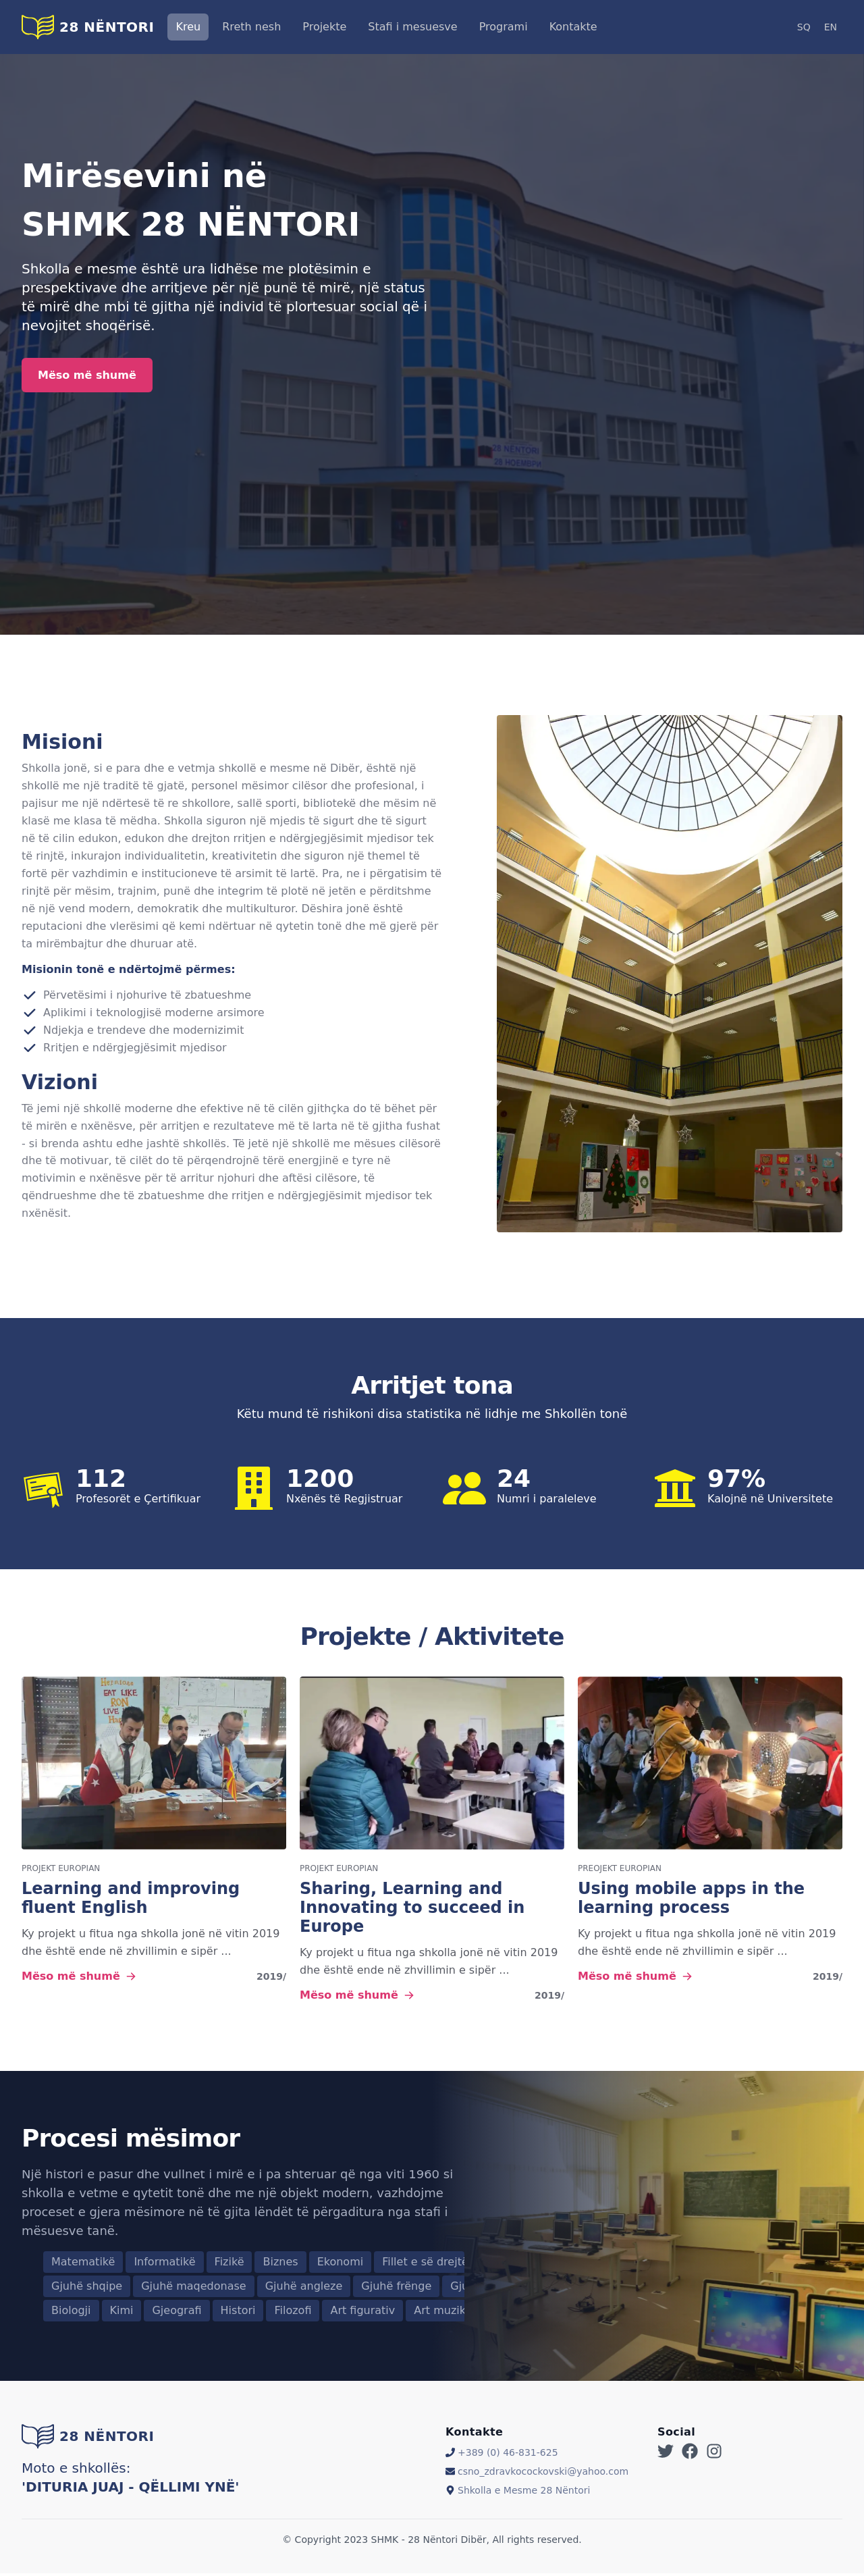 28 NËNTORI
Kreu
Rreth nesh
Projekte
Stafi i mesuesve
Programi
Kontakte
SQ
EN
Mirësevini në
SHMK 28 NËNTORI
Shkolla e mesme është ura lidhëse me plotësimin e
prespektivave dhe arritjeve për një punë të mirë, një status
të mirë dhe mbi të gjitha një individ të plortesuar social që i
nevojitet shoqërisë.
Mëso më shumë
28 NËNTORI
Misioni
Shkolla jonë, si e para dhe e vetmja shkollë e mesme në Dibër, është një
shkollë me një traditë të gjatë, personel mësimor cilësor dhe profesional, i
pajisur me një ndërtesë të re shkollore, sallë sporti, bibliotekë dhe mësim në
klasë me klasa të mëdha. Shkolla siguron një mjedis të sigurt dhe të sigurt
në të cilin edukon, edukon dhe drejton rritjen e ndërgjegjësimit mjedisor tek
të rinjtë, inkurajon individualitetin, kreativitetin dhe siguron një themel të
fortë për vazhdimin e institucioneve të arsimit të lartë. Pra, ne i përgatisim të
rinjtë për mësim, trajnim, punë dhe integrim të plotë në jetën e përditshme
në një vend modern, demokratik dhe multikulturor. Dëshira jonë është
reputacioni dhe vlerësimi që kemi ndërtuar në qytetin tonë dhe më gjerë për
ta mirëmbajtur dhe dhuruar atë.
Misionin tonë e ndërtojmë përmes:
Përvetësimi i njohurive të zbatueshme
Aplikimi i teknologjisë moderne arsimore
Ndjekja e trendeve dhe modernizimit
Rritjen e ndërgjegjësimit mjedisor
Vizioni
Të jemi një shkollë moderne dhe efektive në të cilën gjithçka do të bëhet për
të mirën e nxënësve, për arritjen e rezultateve më të larta në të gjitha fushat
- si brenda ashtu edhe jashtë shkollës. Të jetë një shkollë me mësues cilësorë
dhe të motivuar, të cilët do të përqendrojnë tërë energjinë e tyre në
motivimin e nxënësve për të arritur njohuri dhe aftësi cilësore, të
qëndrueshme dhe të zbatueshme dhe rritjen e ndërgjegjësimit mjedisor tek
nxënësit.
Arritjet tona
Këtu mund të rishikoni disa statistika në lidhje me Shkollën tonë
112
Profesorët e Çertifikuar
1200
Nxënës të Regjistruar
24
Numri i paraleleve
97%
Kalojnë në Universitete
Projekte / Aktivitete
PROJEKT EUROPIAN
Learning and improving
fluent English
Ky projekt u fitua nga shkolla jonë në vitin 2019
dhe është ende në zhvillimin e sipër ...
Mëso më shumë
2019/
PROJEKT EUROPIAN
Sharing, Learning and
Innovating to succeed in
Europe
Ky projekt u fitua nga shkolla jonë në vitin 2019
dhe është ende në zhvillimin e sipër ...
Mëso më shumë
2019/
PREOJEKT EUROPIAN
Using mobile apps in the
learning process
Ky projekt u fitua nga shkolla jonë në vitin 2019
dhe është ende në zhvillimin e sipër ...
Mëso më shumë
2019/
Procesi mësimor
Një histori e pasur dhe vullnet i mirë e i pa shteruar që nga viti 1960 si
shkolla e vetme e qytetit tonë dhe me një objekt modern, vazhdojme
proceset e gjera mësimore në të gjita lëndët të përgaditura nga stafi i
mësuesve tanë.
Matematikë Informatikë Fizikë Biznes Ekonomi Fillet e së drejtë
Gjuhë shqipe Gjuhë maqedonase Gjuhë angleze Gjuhë frënge
Biologji Kimi Gjeografi Histori Filozofi Art figurativ Art muzik
28 NËNTORI
Moto e shkollës:
'DITURIA JUAJ - QËLLIMI YNË'
Kontakte
+389 (0) 46-831-625
csno_zdravkocockovski@yahoo.com
Shkolla e Mesme 28 Nëntori
Social
© Copyright 2023 SHMK - 28 Nëntori Dibër, All rights reserved.